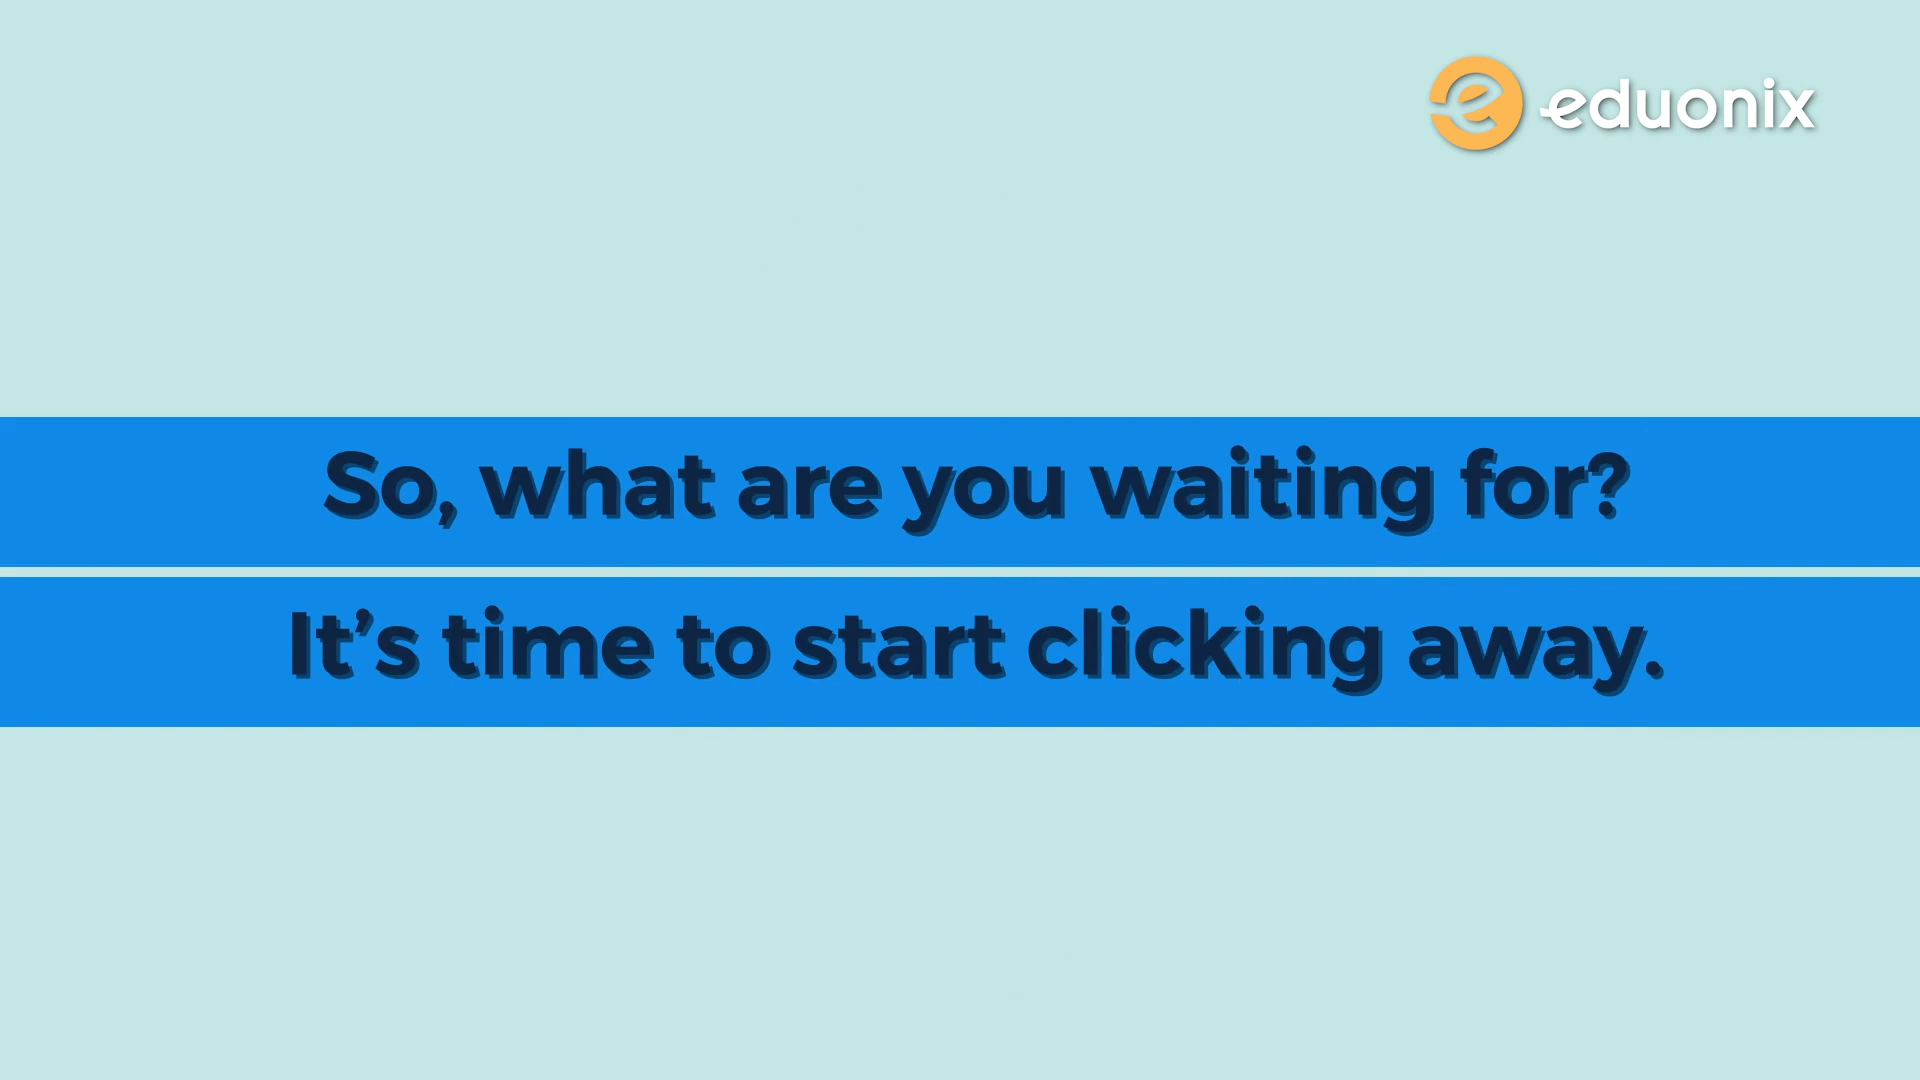 eduonix
So, what are you waiting for?
It’s time to start clicking away.